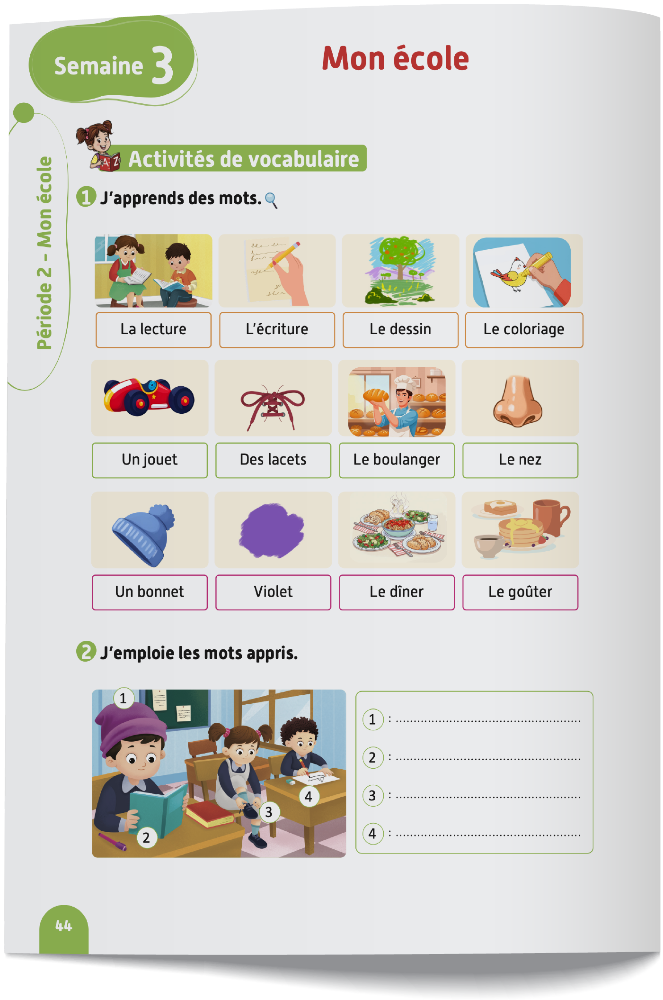 Semaine 3
Mon école
Période 2 – Mon école
A Z
Activités de vocabulaire
1 J'apprends des mots.
La lecture
L'écriture
Le dessin
Le coloriage
Un jouet
Des lacets
Le boulanger
Le nez
Un bonnet
Violet
Le dîner
Le goûter
2 J'emploie les mots appris.
1
2
3
4
1 : ..................................................
2 : ..................................................
3 : ..................................................
4 : ..................................................
44